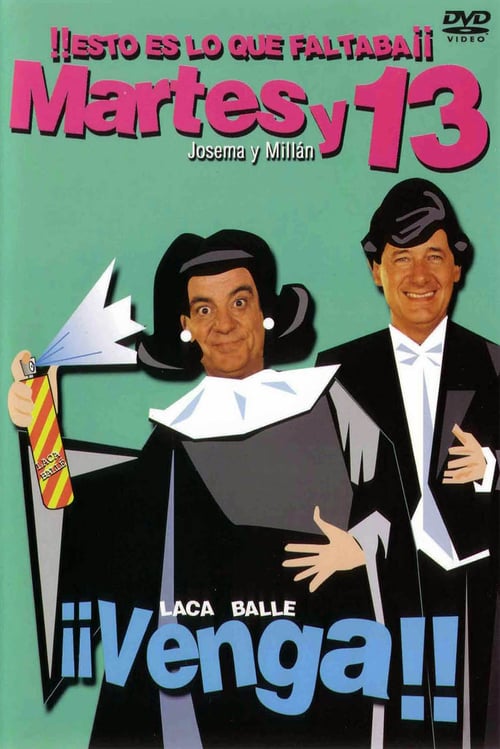 DVD
VIDEO
!!ESTO ES LO QUE FALTABA¡¡
Martes y 13
Josema y Millán
LACA
BALLE
LACA BALLE
¡¡Venga!!